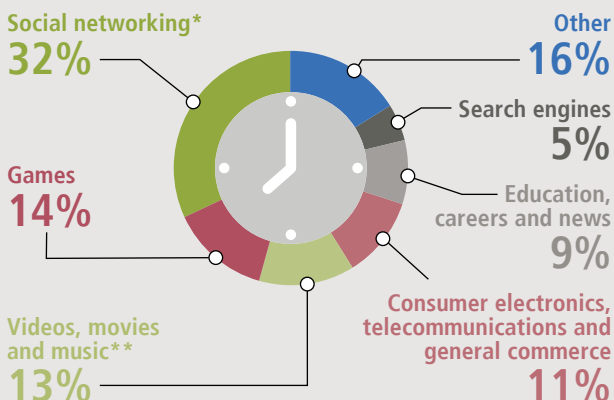 Social networking*
32%
Other
16%
Search engines
5%
Education,
careers and news
9%
Games
14%
Consumer electronics,
telecommunications and
general commerce
11%
Videos, movies
and music**
13%